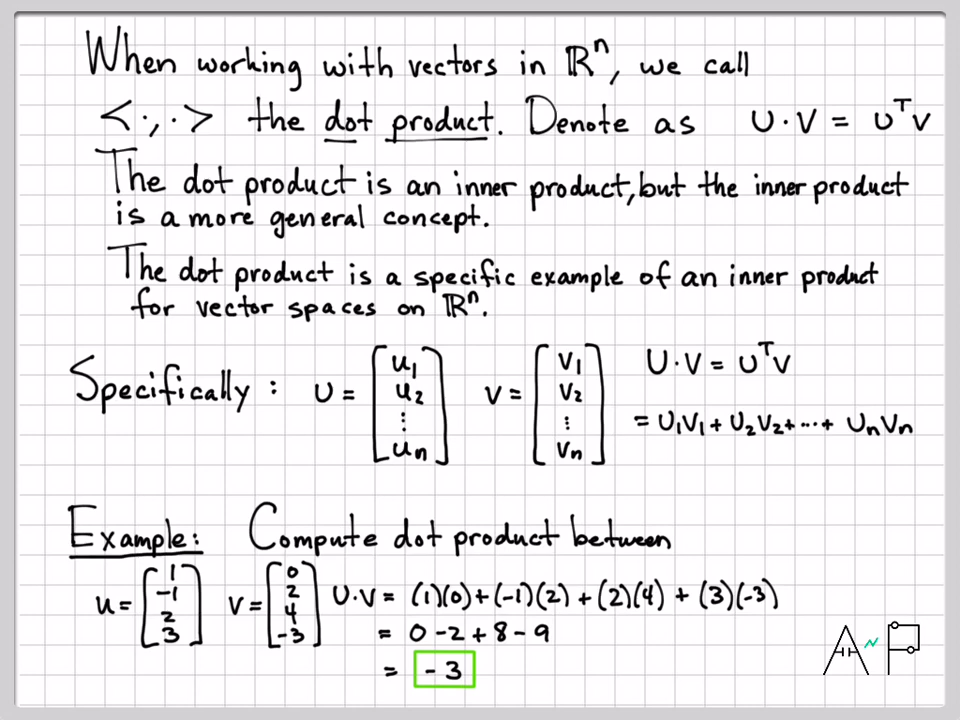 When working with vectors in ℝⁿ, we call
<·,·> the dot product. Denote as U·V = UᵀV
The dot product is an inner product, but the inner product
is a more general concept.
The dot product is a specific example of an inner product
for vector spaces on ℝⁿ.
Specifically: U = [u₁ u₂ ⋮ uₙ] V = [V₁ V₂ ⋮ Vₙ] U·V = UᵀV
= U₁V₁ + U₂V₂ + ··· + UₙVₙ
Example: Compute dot product between
u = [1 -1 2 3] V = [0 2 4 -3] U·V = (1)(0) + (-1)(2) + (2)(4) + (3)(-3)
= 0 - 2 + 8 - 9
= -3
A~P